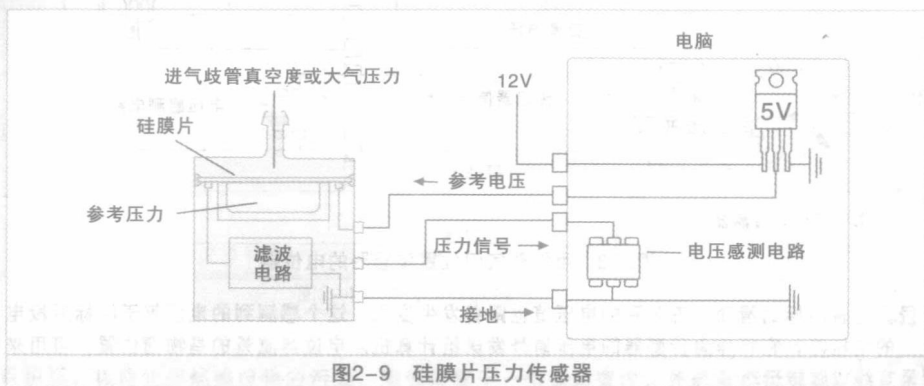 电脑
进气歧管真空度或大气压力
12V
硅膜片
5V
参考电压
参考压力
压力信号
电压感测电路
滤波
电路
接地
图2-9 硅膜片压力传感器